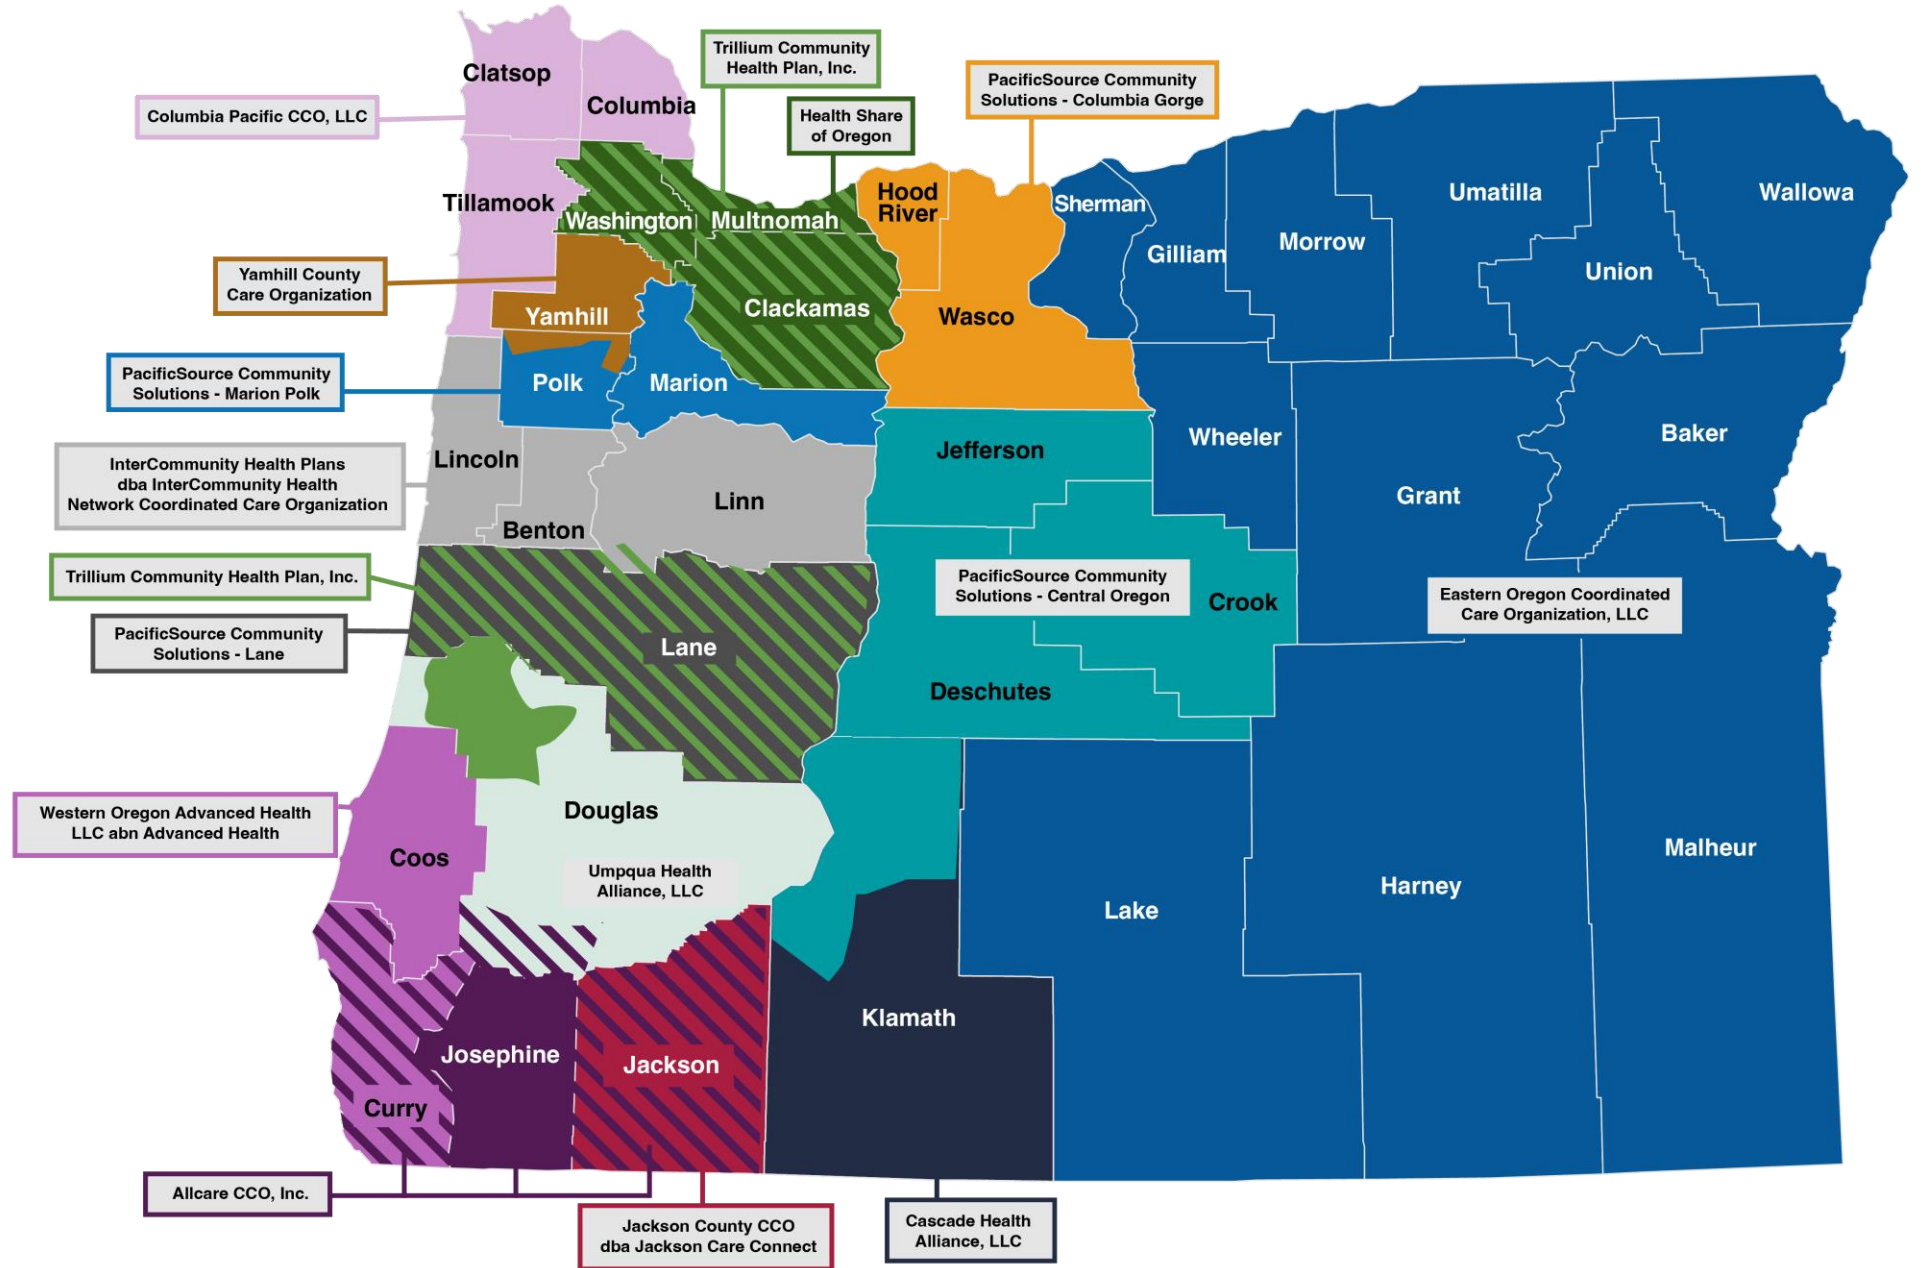 Clatsop
Columbia
Trillium Community
Health Plan, Inc.
PacificSource Community
Solutions - Columbia Gorge
Columbia Pacific CCO, LLC
Health Share
of Oregon
Tillamook
Washington
Multnomah
Hood
River
Sherman
Gilliam
Morrow
Umatilla
Union
Wallowa
Yamhill County
Care Organization
Yamhill
Clackamas
Wasco
PacificSource Community
Solutions - Marion Polk
Polk
Marion
Wheeler
Grant
Baker
InterCommunity Health Plans
dba InterCommunity Health
Network Coordinated Care Organization
Lincoln
Benton
Linn
Jefferson
Trillium Community Health Plan, Inc.
PacificSource Community
Solutions - Lane
Lane
PacificSource Community
Solutions - Central Oregon
Crook
Deschutes
Eastern Oregon Coordinated
Care Organization, LLC
Western Oregon Advanced Health
LLC abn Advanced Health
Coos
Douglas
Umpqua Health
Alliance, LLC
Lake
Harney
Malheur
Klamath
Josephine
Jackson
Curry
Allcare CCO, Inc.
Jackson County CCO
dba Jackson Care Connect
Cascade Health
Alliance, LLC